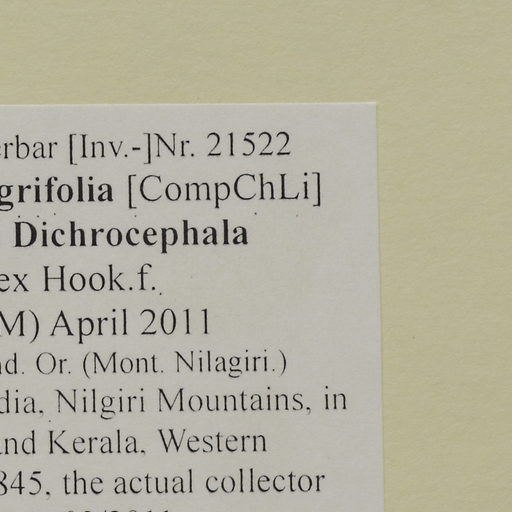 erbar [Inv.-]Nr. 21522
grifolia [CompChLi]
Dichrocephala
ex Hook.f.
M) April 2011
nd. Or. (Mont. Nilagiri.)
dia, Nilgiri Mountains, in
and Kerala, Western
845, the actual collector